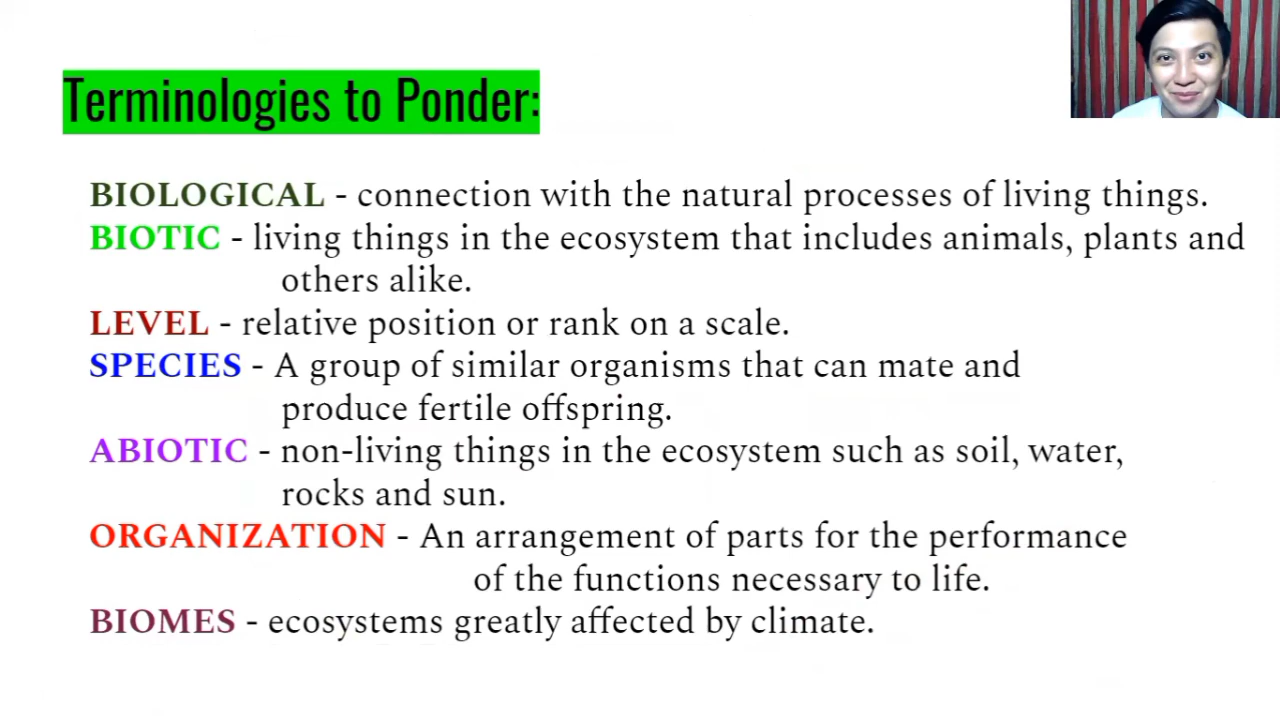 Terminologies to Ponder:
BIOLOGICAL - connection with the natural processes of living things.
BIOTIC - living things in the ecosystem that includes animals, plants and
others alike.
LEVEL - relative position or rank on a scale.
SPECIES - A group of similar organisms that can mate and
produce fertile offspring.
ABIOTIC - non-living things in the ecosystem such as soil, water,
rocks and sun.
ORGANIZATION - An arrangement of parts for the performance
of the functions necessary to life.
BIOMES - ecosystems greatly affected by climate.